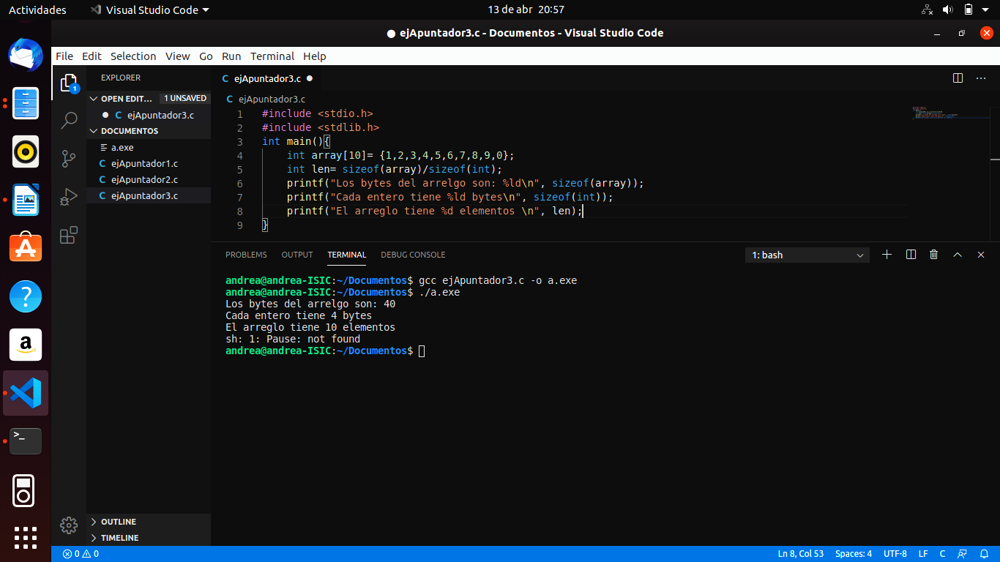 Actividades Visual Studio Code 13 de abr 20:57
ejApuntador3.c - Documentos - Visual Studio Code
File Edit Selection View Go Run Terminal Help
1
EXPLORER
OPEN EDIT... 1 UNSAVED
C ejApuntador3.c
DOCUMENTOS
a.exe
C ejApuntador1.c
C ejApuntador2.c
C ejApuntador3.c
OUTLINE
TIMELINE
C ejApuntador3.c
C ejApuntador3.c
1 #include <stdio.h>
2 #include <stdlib.h>
3 int main(){
4 int array[10]= {1,2,3,4,5,6,7,8,9,0};
5 int len= sizeof(array)/sizeof(int);
6 printf("Los bytes del arrelgo son: %ld\n", sizeof(array));
7 printf("Cada entero tiene %ld bytes\n", sizeof(int));
8 printf("El arreglo tiene %d elementos \n", len);
9 }
PROBLEMS OUTPUT TERMINAL DEBUG CONSOLE 1: bash
andrea@andrea-ISIC:~/Documentos$ gcc ejApuntador3.c -o a.exe
andrea@andrea-ISIC:~/Documentos$ ./a.exe
Los bytes del arrelgo son: 40
Cada entero tiene 4 bytes
El arreglo tiene 10 elementos
sh: 1: Pause: not found
andrea@andrea-ISIC:~/Documentos$
0 0 Ln 8, Col 53 Spaces: 4 UTF-8 LF C